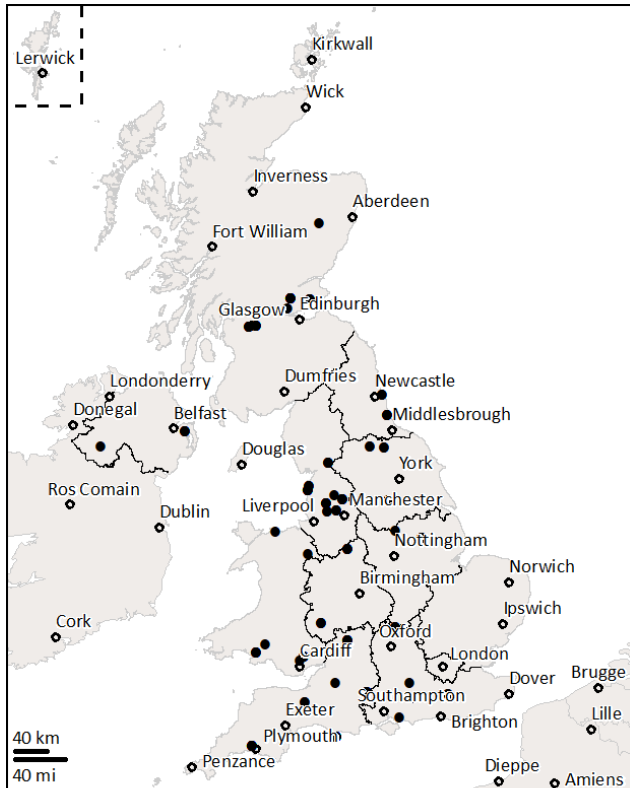 Kirkwall
Lerwick
Wick
Inverness
Aberdeen
Fort William
Glasgow
Edinburgh
Dumfries
Londonderry
Newcastle
Donegal
Belfast
Middlesbrough
Douglas
York
Ros Comain
Liverpool
Manchester
Dublin
Nottingham
Birmingham
Norwich
Ipswich
Cork
Oxford
Cardiff
London
Southampton
Dover
Brugge
Exeter
Brighton
Lille
Plymouth
40 km
Penzance
40 mi
Dieppe
Amiens